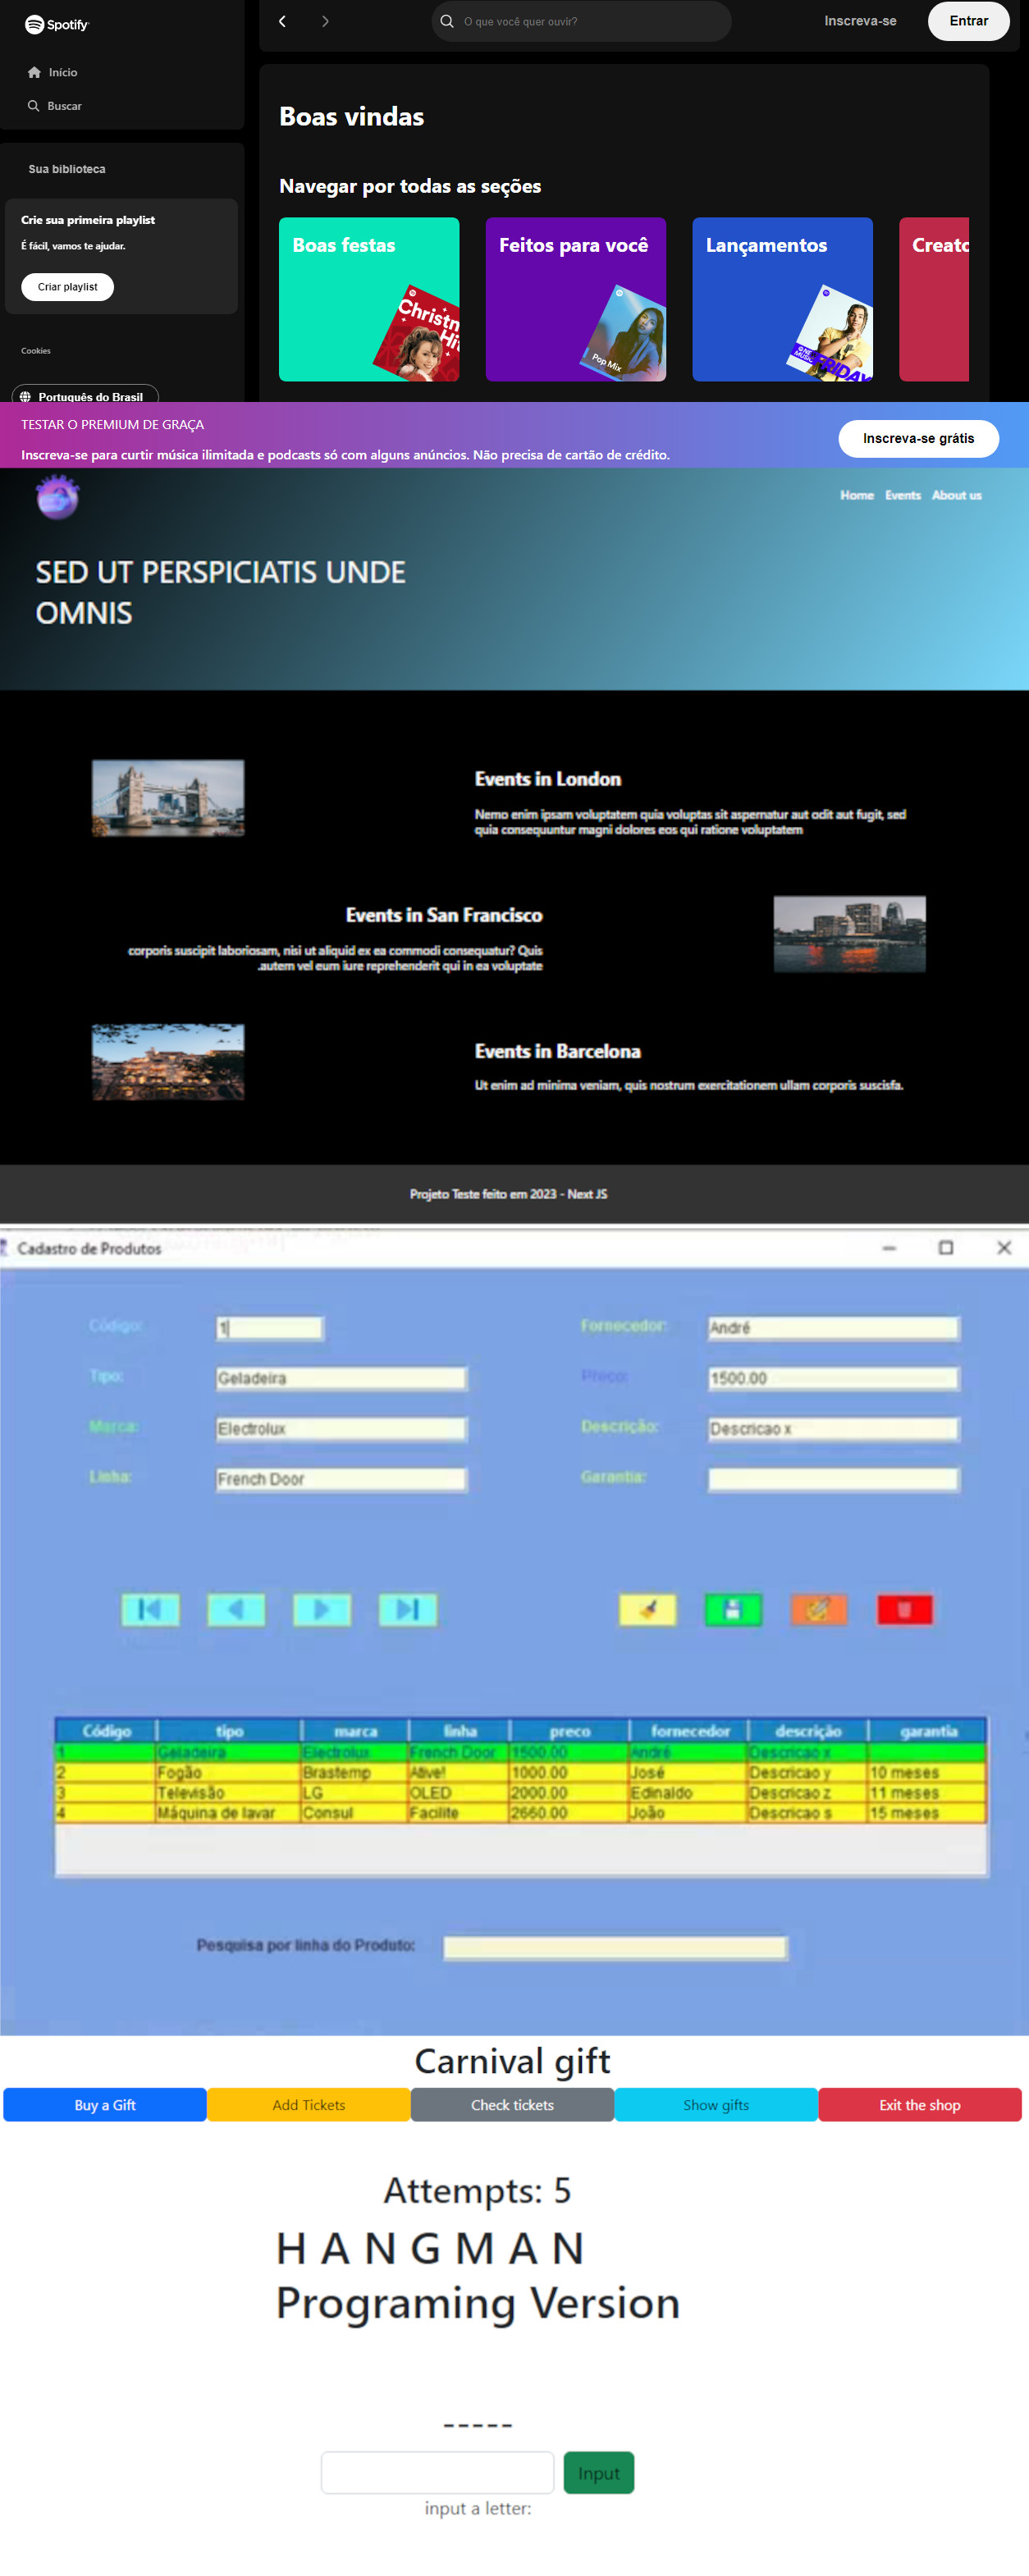 Spotify
Início
Buscar
Sua biblioteca
Crie sua primeira playlist
É fácil, vamos te ajudar.
Criar playlist
Cookies
Português do Brasil
O que você quer ouvir?
Inscreva-se
Entrar
Boas vindas
Navegar por todas as seções
Boas festas
Feitos para você
Pop Mix
Lançamentos
FRIDAY
TESTAR O PREMIUM DE GRAÇA
Inscreva-se para curtir música ilimitada e podcasts só com alguns anúncios. Não precisa de cartão de crédito.
Inscreva-se grátis
Home Events About us
SED UT PERSPICIATIS UNDE
OMNIS
Events in London
Nemo enim ipsam voluptatem quia voluptas sit aspernatur aut odit aut fugit, sed
quia consequuntur magni dolores eos qui ratione voluptatem
Events in San Francisco
corporis suscipit laboriosam, nisi ut aliquid ex ea commodi consequatur? Quis
.autem vel eum iure reprehenderit qui in ea voluptate
Events in Barcelona
Ut enim ad minima veniam, quis nostrum exercitationem ullam corporis suscisfa.
Projeto Teste feito em 2023 - Next JS
Cadastro de Produtos
Código: 1 Fornecedor: André
Tipo: Geladeira Preco: 1500.00
Marca: Electrolux Descrição: Descricao x
Linha: French Door Garantia:
Código tipo marca linha preco fornecedor descrição garantia
1 Geladeira Electrolux French Door 1500.00 André Descricao x
2 Fogão Brastemp Ative! 1000.00 José Descricao y 10 meses
3 Televisão LG OLED 2000.00 Edinaldo Descricao z 11 meses
4 Máquina de lavar Consul Facilite 2660.00 João Descricao s 15 meses
Pesquisa por linha do Produto:
Carnival gift
Buy a Gift Add Tickets Check tickets Show gifts Exit the shop
Attempts: 5
H A N G M A N
Programing Version
-----
Input
input a letter: